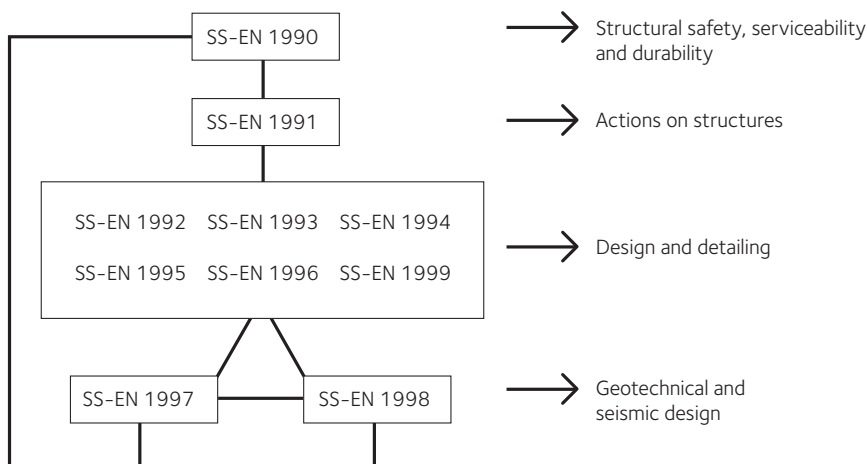 SS-EN 1990
Structural safety, serviceability
and durability
SS-EN 1991
Actions on structures
SS-EN 1992 SS-EN 1993 SS-EN 1994
Design and detailing
SS-EN 1995 SS-EN 1996 SS-EN 1999
SS-EN 1997 SS-EN 1998
Geotechnical and
seismic design